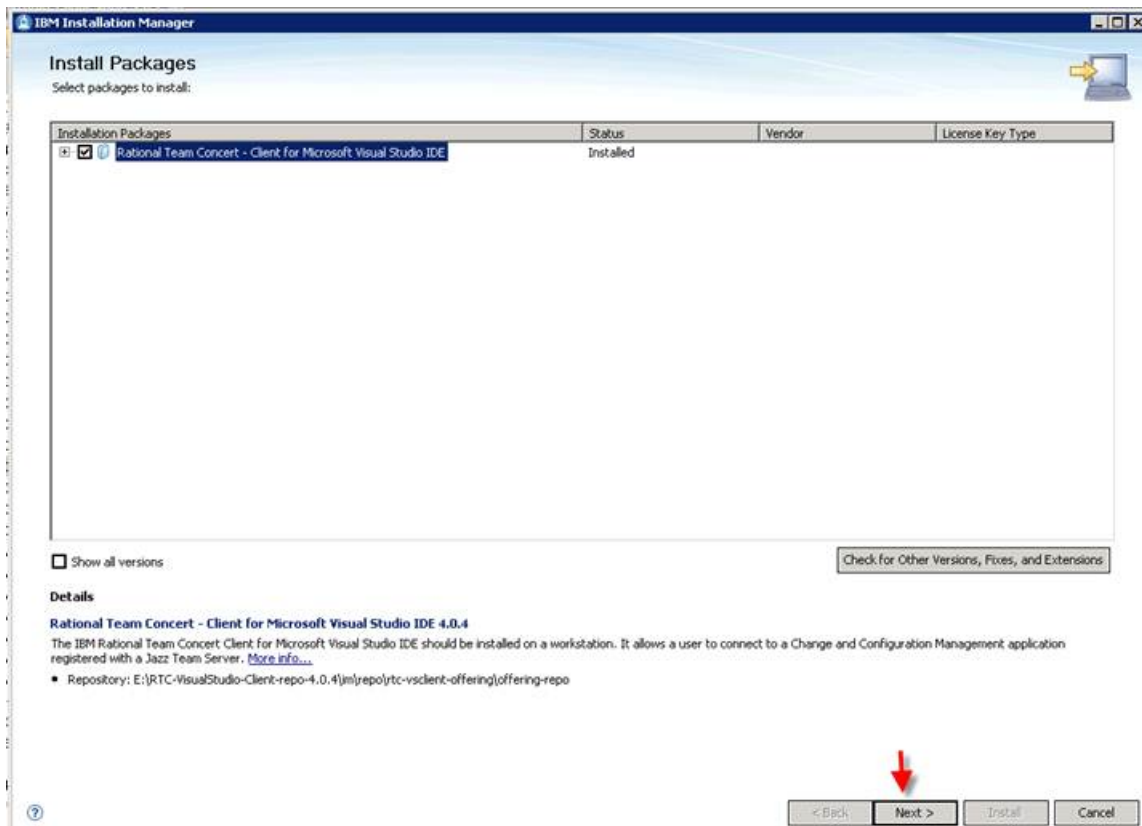 IBM Installation Manager
Install Packages
Select packages to install:
Installation Packages Status Vendor License Key Type
Rational Team Concert - Client for Microsoft Visual Studio IDE Installed
Show all versions Check for Other Versions, Fixes, and Extensions
Details
Rational Team Concert - Client for Microsoft Visual Studio IDE 4.0.4
The IBM Rational Team Concert Client for Microsoft Visual Studio IDE should be installed on a workstation. It allows a user to connect to a Change and Configuration Management application
registered with a Jazz Team Server. More info...
• Repository: E:\RTC-VisualStudio-Client-repo-4.0.4\im\repo\rtc-vsclient-offering\offering-repo
? < Back Next > Install Cancel